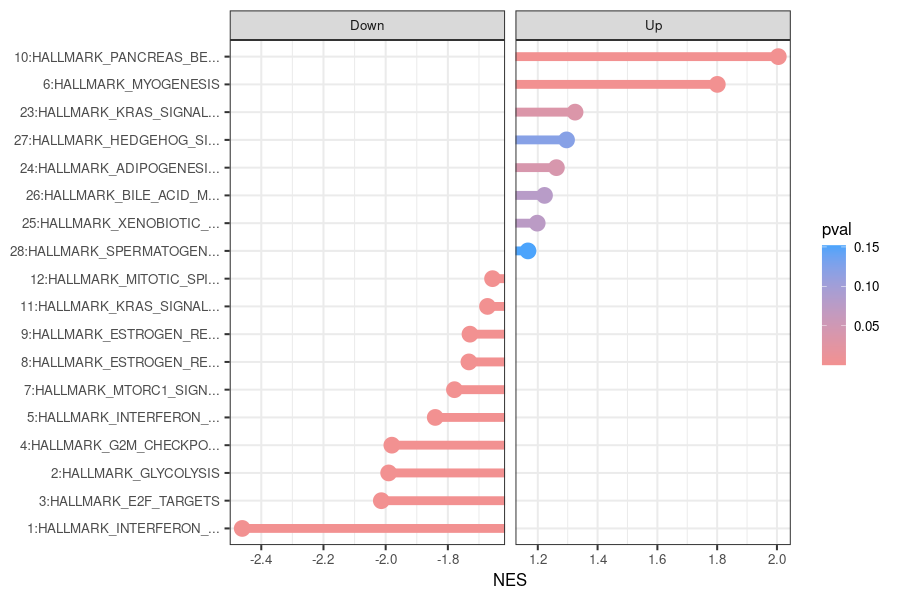 Down
Up
10:HALLMARK_PANCREAS_BE...
6:HALLMARK_MYOGENESIS
23:HALLMARK_KRAS_SIGNAL...
27:HALLMARK_HEDGEHOG_SI...
24:HALLMARK_ADIPOGENESI...
26:HALLMARK_BILE_ACID_M...
25:HALLMARK_XENOBIOTIC_...
28:HALLMARK_SPERMATOGEN...
12:HALLMARK_MITOTIC_SPI...
11:HALLMARK_KRAS_SIGNAL...
9:HALLMARK_ESTROGEN_RE...
8:HALLMARK_ESTROGEN_RE...
7:HALLMARK_MTORC1_SIGN...
5:HALLMARK_INTERFERON_...
4:HALLMARK_G2M_CHECKPO...
2:HALLMARK_GLYCOLYSIS
3:HALLMARK_E2F_TARGETS
1:HALLMARK_INTERFERON_...
-2.4 -2.2 -2.0 -1.8
1.2 1.4 1.6 1.8 2.0
NES
pval
0.15
0.10
0.05